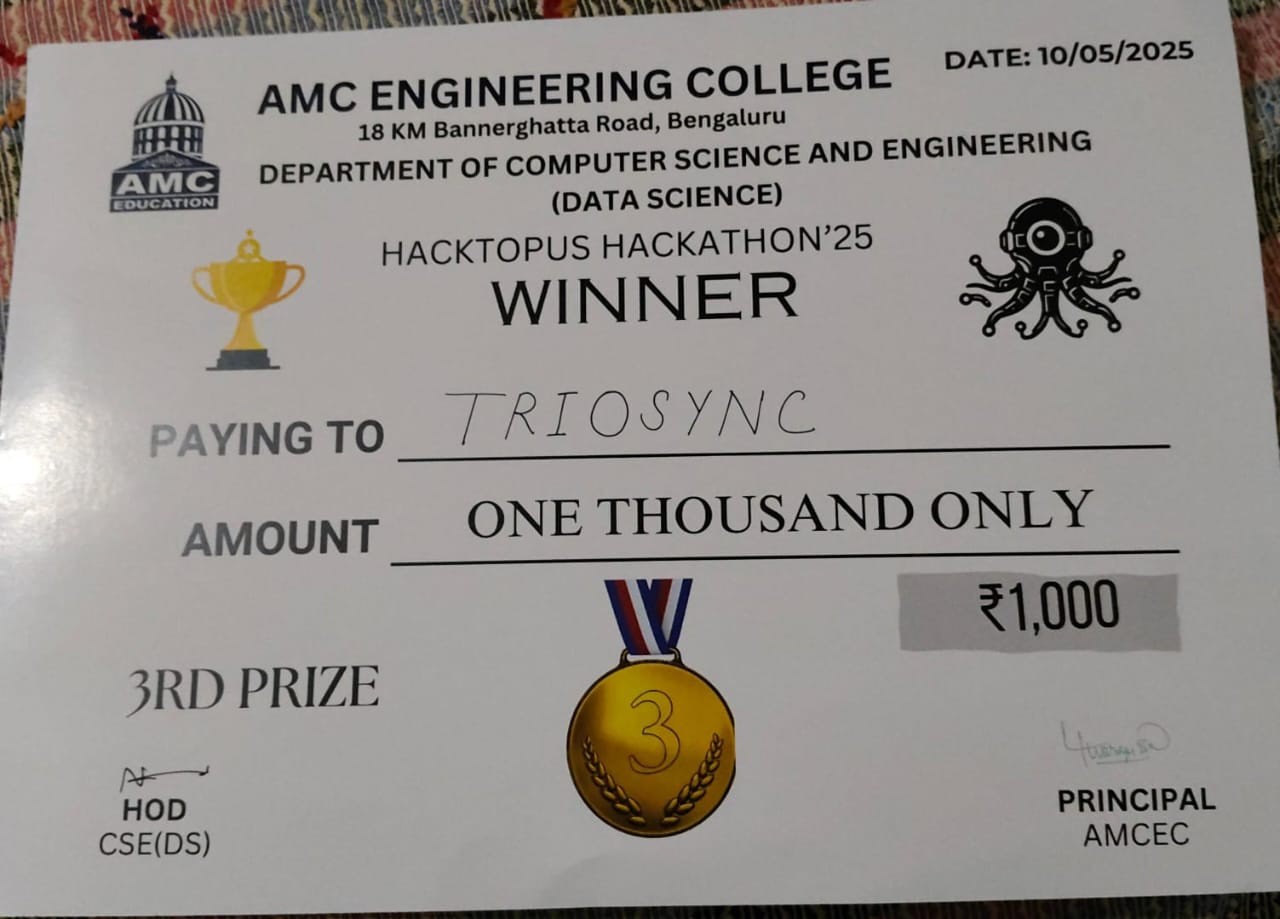 DATE: 10/05/2025
AMC ENGINEERING COLLEGE
18 KM Bannerghatta Road, Bengaluru
DEPARTMENT OF COMPUTER SCIENCE AND ENGINEERING
(DATA SCIENCE)
AMC
EDUCATION
HACKTOPUS HACKATHON'25
WINNER
PAYING TO TRIOSYNC
AMOUNT ONE THOUSAND ONLY
₹1,000
3RD PRIZE
3
HOD
CSE(DS)
PRINCIPAL
AMCEC